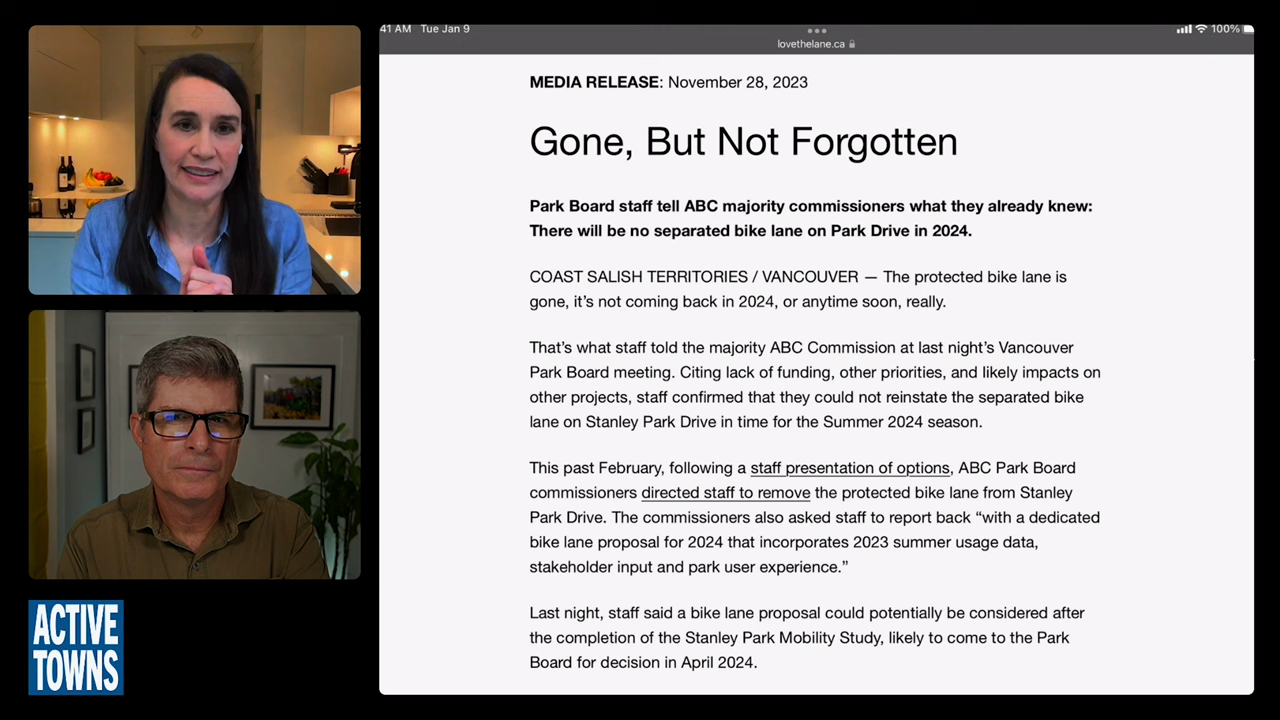 41 AM Tue Jan 9
100%
lovethelane.ca
MEDIA RELEASE: November 28, 2023
Gone, But Not Forgotten
Park Board staff tell ABC majority commissioners what they already knew:
There will be no separated bike lane on Park Drive in 2024.
COAST SALISH TERRITORIES / VANCOUVER — The protected bike lane is
gone, it’s not coming back in 2024, or anytime soon, really.
That’s what staff told the majority ABC Commission at last night’s Vancouver
Park Board meeting. Citing lack of funding, other priorities, and likely impacts on
other projects, staff confirmed that they could not reinstate the separated bike
lane on Stanley Park Drive in time for the Summer 2024 season.
This past February, following a staff presentation of options, ABC Park Board
commissioners directed staff to remove the protected bike lane from Stanley
Park Drive. The commissioners also asked staff to report back “with a dedicated
bike lane proposal for 2024 that incorporates 2023 summer usage data,
stakeholder input and park user experience.”
Last night, staff said a bike lane proposal could potentially be considered after
the completion of the Stanley Park Mobility Study, likely to come to the Park
Board for decision in April 2024.
ACTIVE
TOWNS